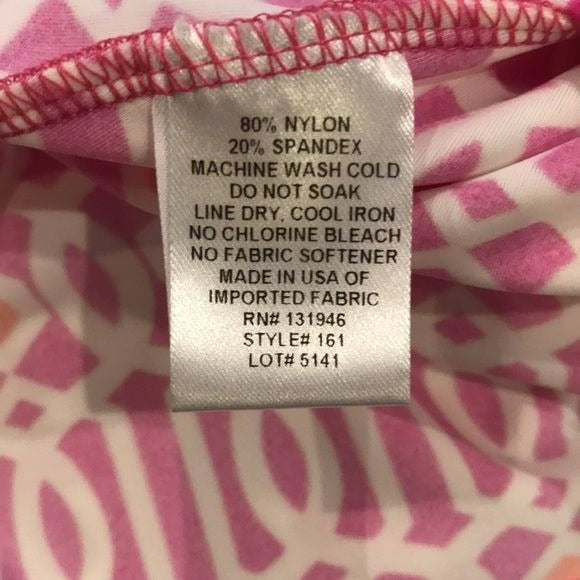 80% NYLON
20% SPANDEX
MACHINE WASH COLD
DO NOT SOAK
LINE DRY, COOL IRON
NO CHLORINE BLEACH
NO FABRIC SOFTENER
MADE IN USA OF
IMPORTED FABRIC
RN# 131946
STYLE# 161
LOT# 5141